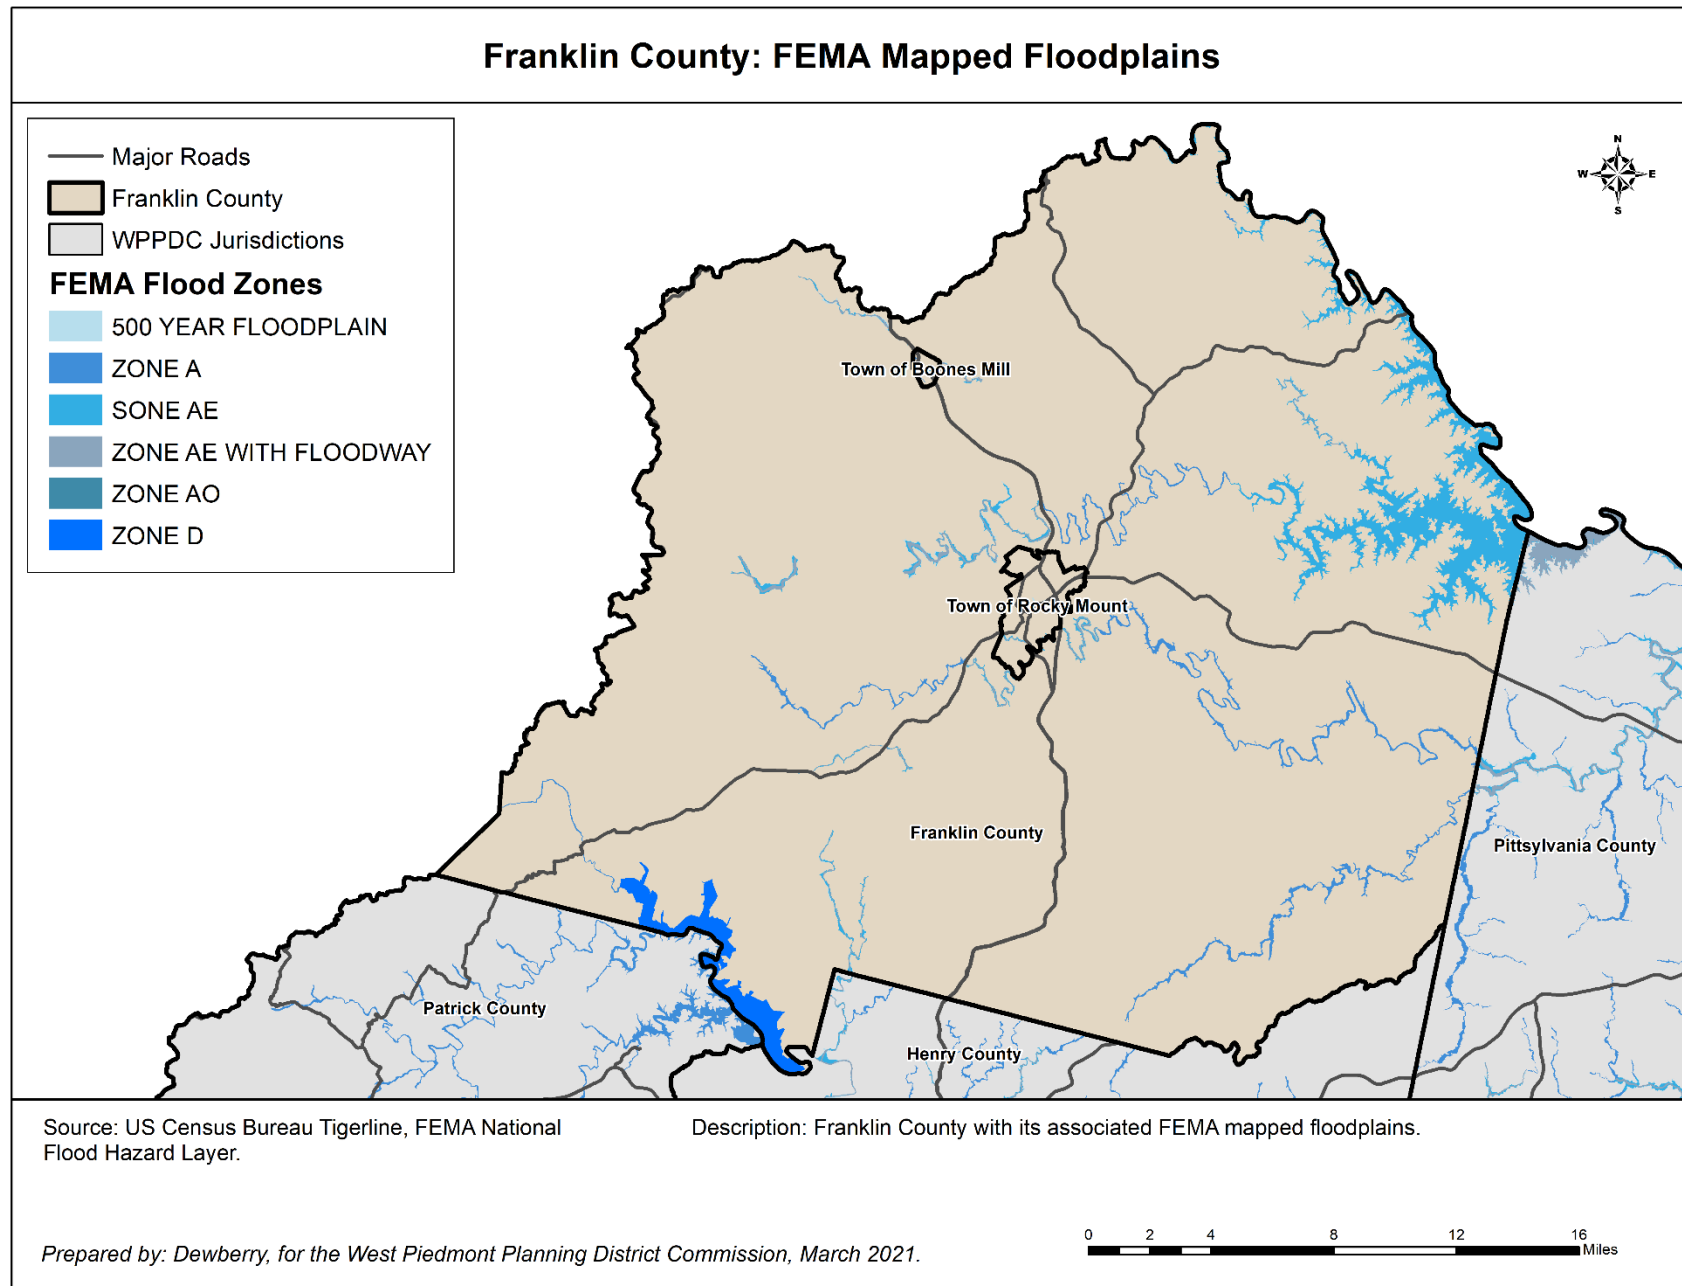 Franklin County: FEMA Mapped Floodplains
Major Roads
Franklin County
WPPDC Jurisdictions
FEMA Flood Zones
500 YEAR FLOODPLAIN
ZONE A
SONE AE
ZONE AE WITH FLOODWAY
ZONE AO
ZONE D
N
W E
S
Town of Boones Mill
Town of Rocky Mount
Franklin County
Pittsylvania County
Patrick County
Henry County
Source: US Census Bureau Tigerline, FEMA National
Flood Hazard Layer.
Description: Franklin County with its associated FEMA mapped floodplains.
Prepared by: Dewberry, for the West Piedmont Planning District Commission, March 2021.
0 2 4 8 12 16
Miles